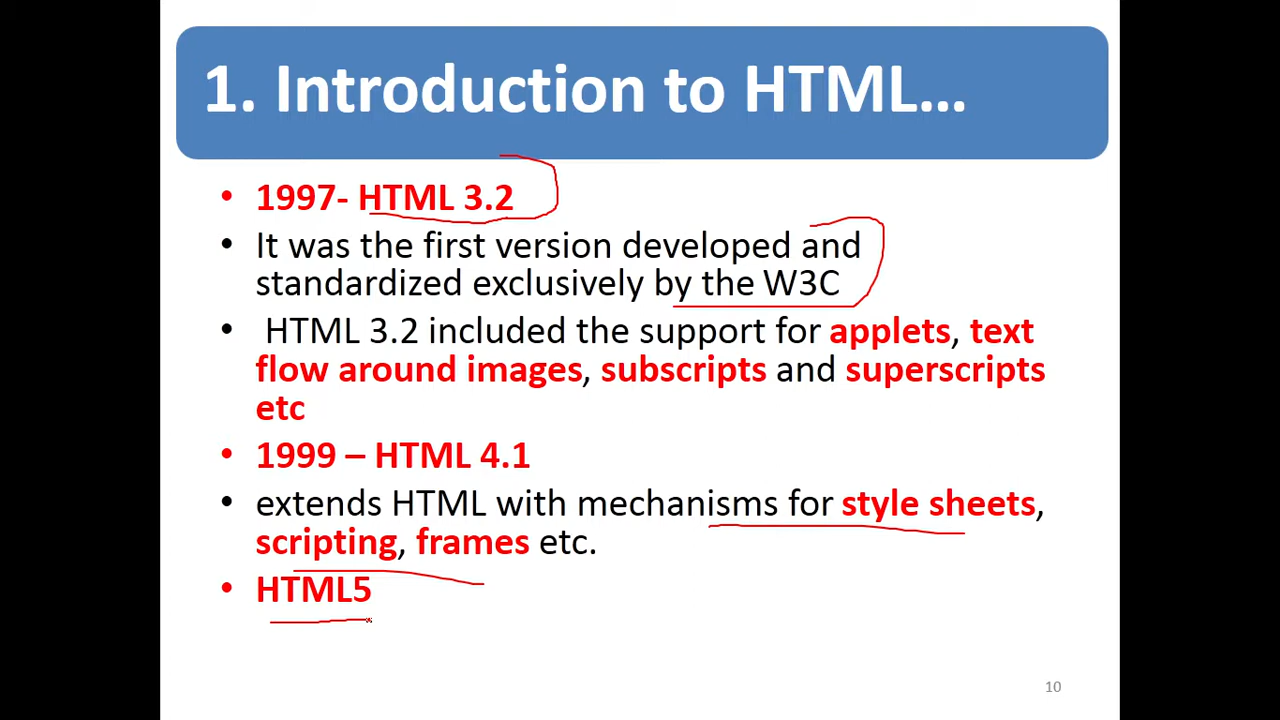 1. Introduction to HTML...
• 1997- HTML 3.2
• It was the first version developed and
standardized exclusively by the W3C
• HTML 3.2 included the support for applets, text
flow around images, subscripts and superscripts
etc
• 1999 – HTML 4.1
• extends HTML with mechanisms for style sheets,
scripting, frames etc.
• HTML5
10